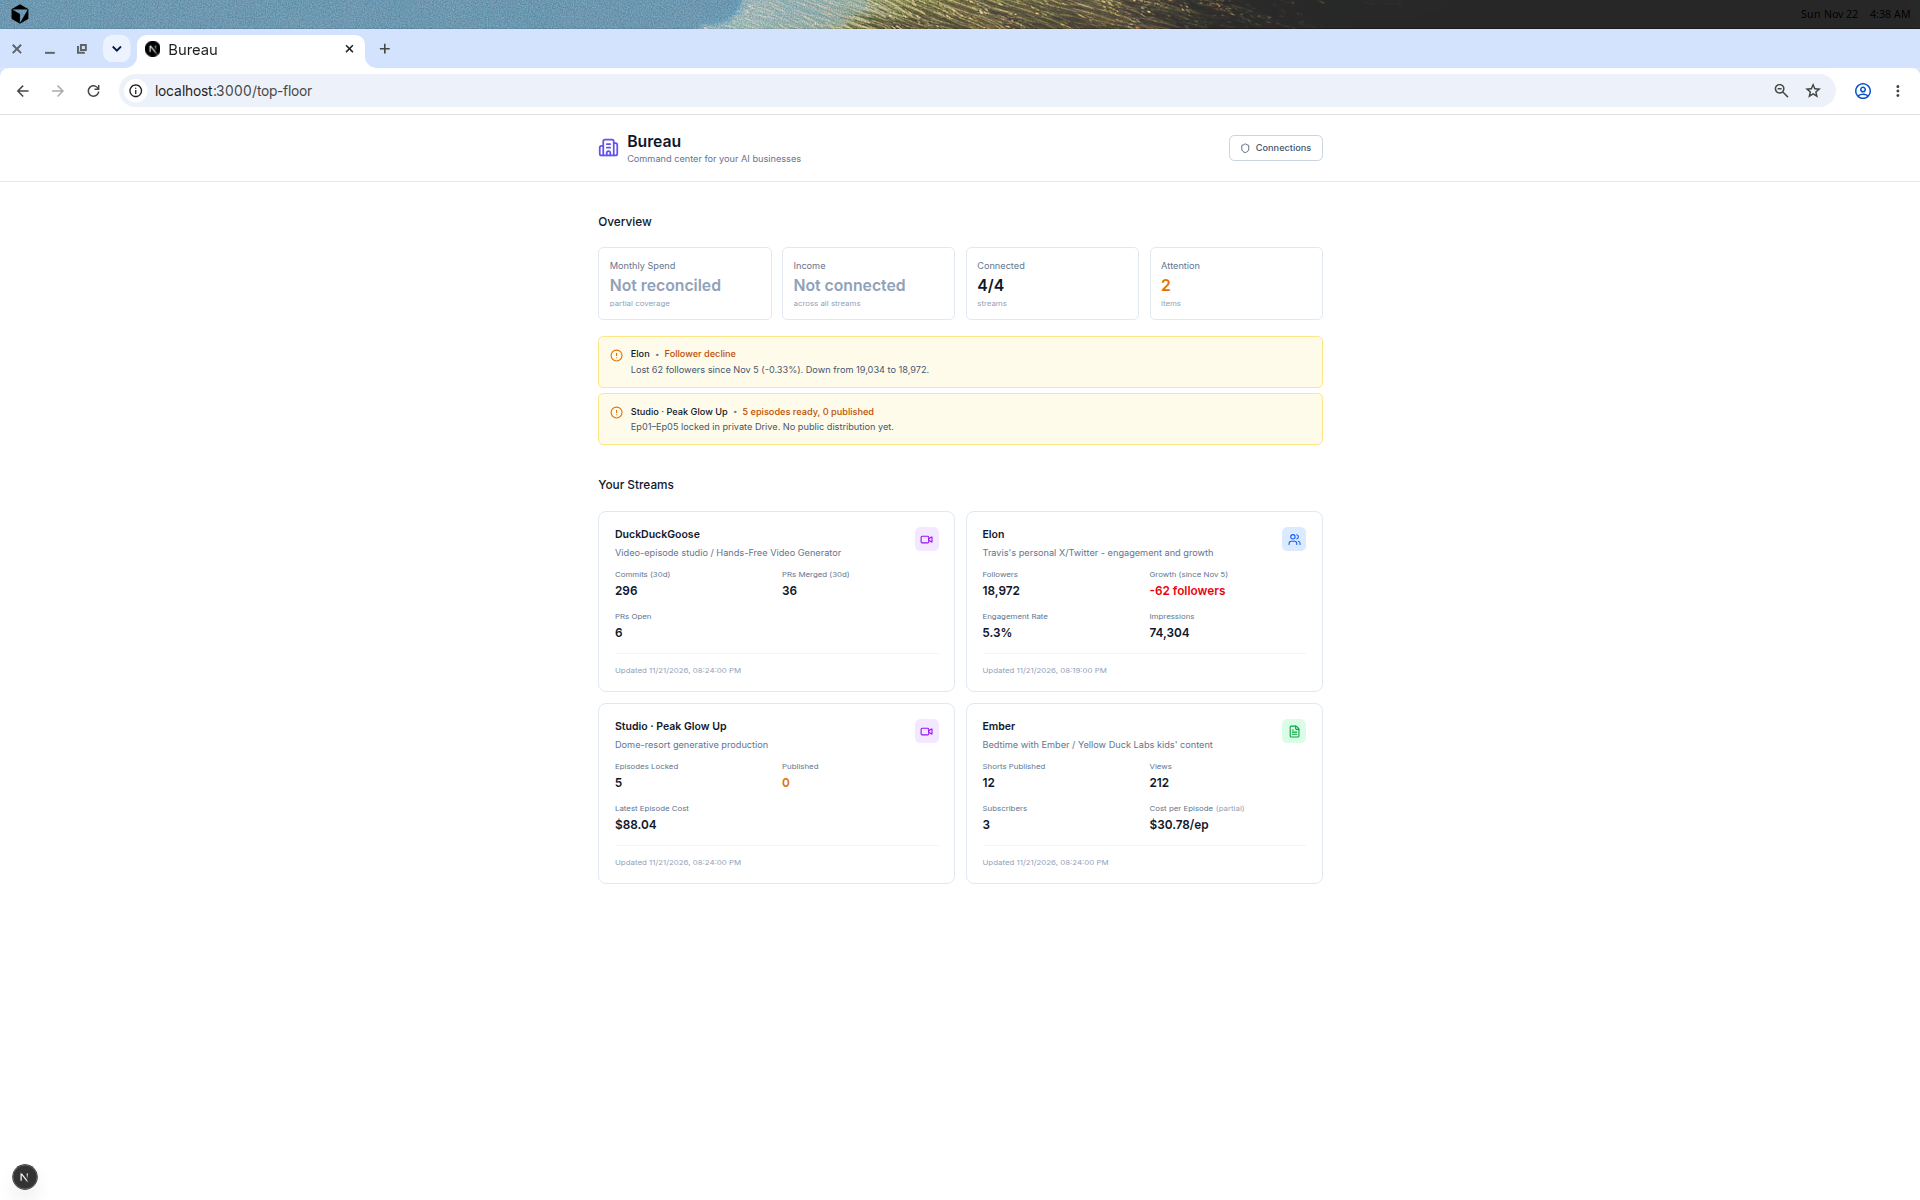 Sun Nov 22 4:38 AM
Bureau
localhost:3000/top-floor
Bureau
Command center for your AI businesses
Connections
Overview
Monthly Spend
Not reconciled
partial coverage
Income
Not connected
across all streams
Connected
4/4
streams
Attention
2
items
Elon • Follower decline
Lost 62 followers since Nov 5 (-0.33%). Down from 19,034 to 18,972.
Studio · Peak Glow Up • 5 episodes ready, 0 published
Ep01–Ep05 locked in private Drive. No public distribution yet.
Your Streams
DuckDuckGoose
Video-episode studio / Hands-Free Video Generator
Commits (30d)
296
PRs Merged (30d)
36
PRs Open
6
Updated 11/21/2026, 08:24:00 PM
Elon
Travis's personal X/Twitter - engagement and growth
Followers
18,972
Growth (since Nov 5)
-62 followers
Engagement Rate
5.3%
Impressions
74,304
Updated 11/21/2026, 08:19:00 PM
Studio · Peak Glow Up
Dome-resort generative production
Episodes Locked
5
Published
0
Latest Episode Cost
$88.04
Updated 11/21/2026, 08:24:00 PM
Ember
Bedtime with Ember / Yellow Duck Labs kids' content
Shorts Published
12
Views
212
Subscribers
3
Cost per Episode (partial)
$30.78/ep
Updated 11/21/2026, 08:24:00 PM
N